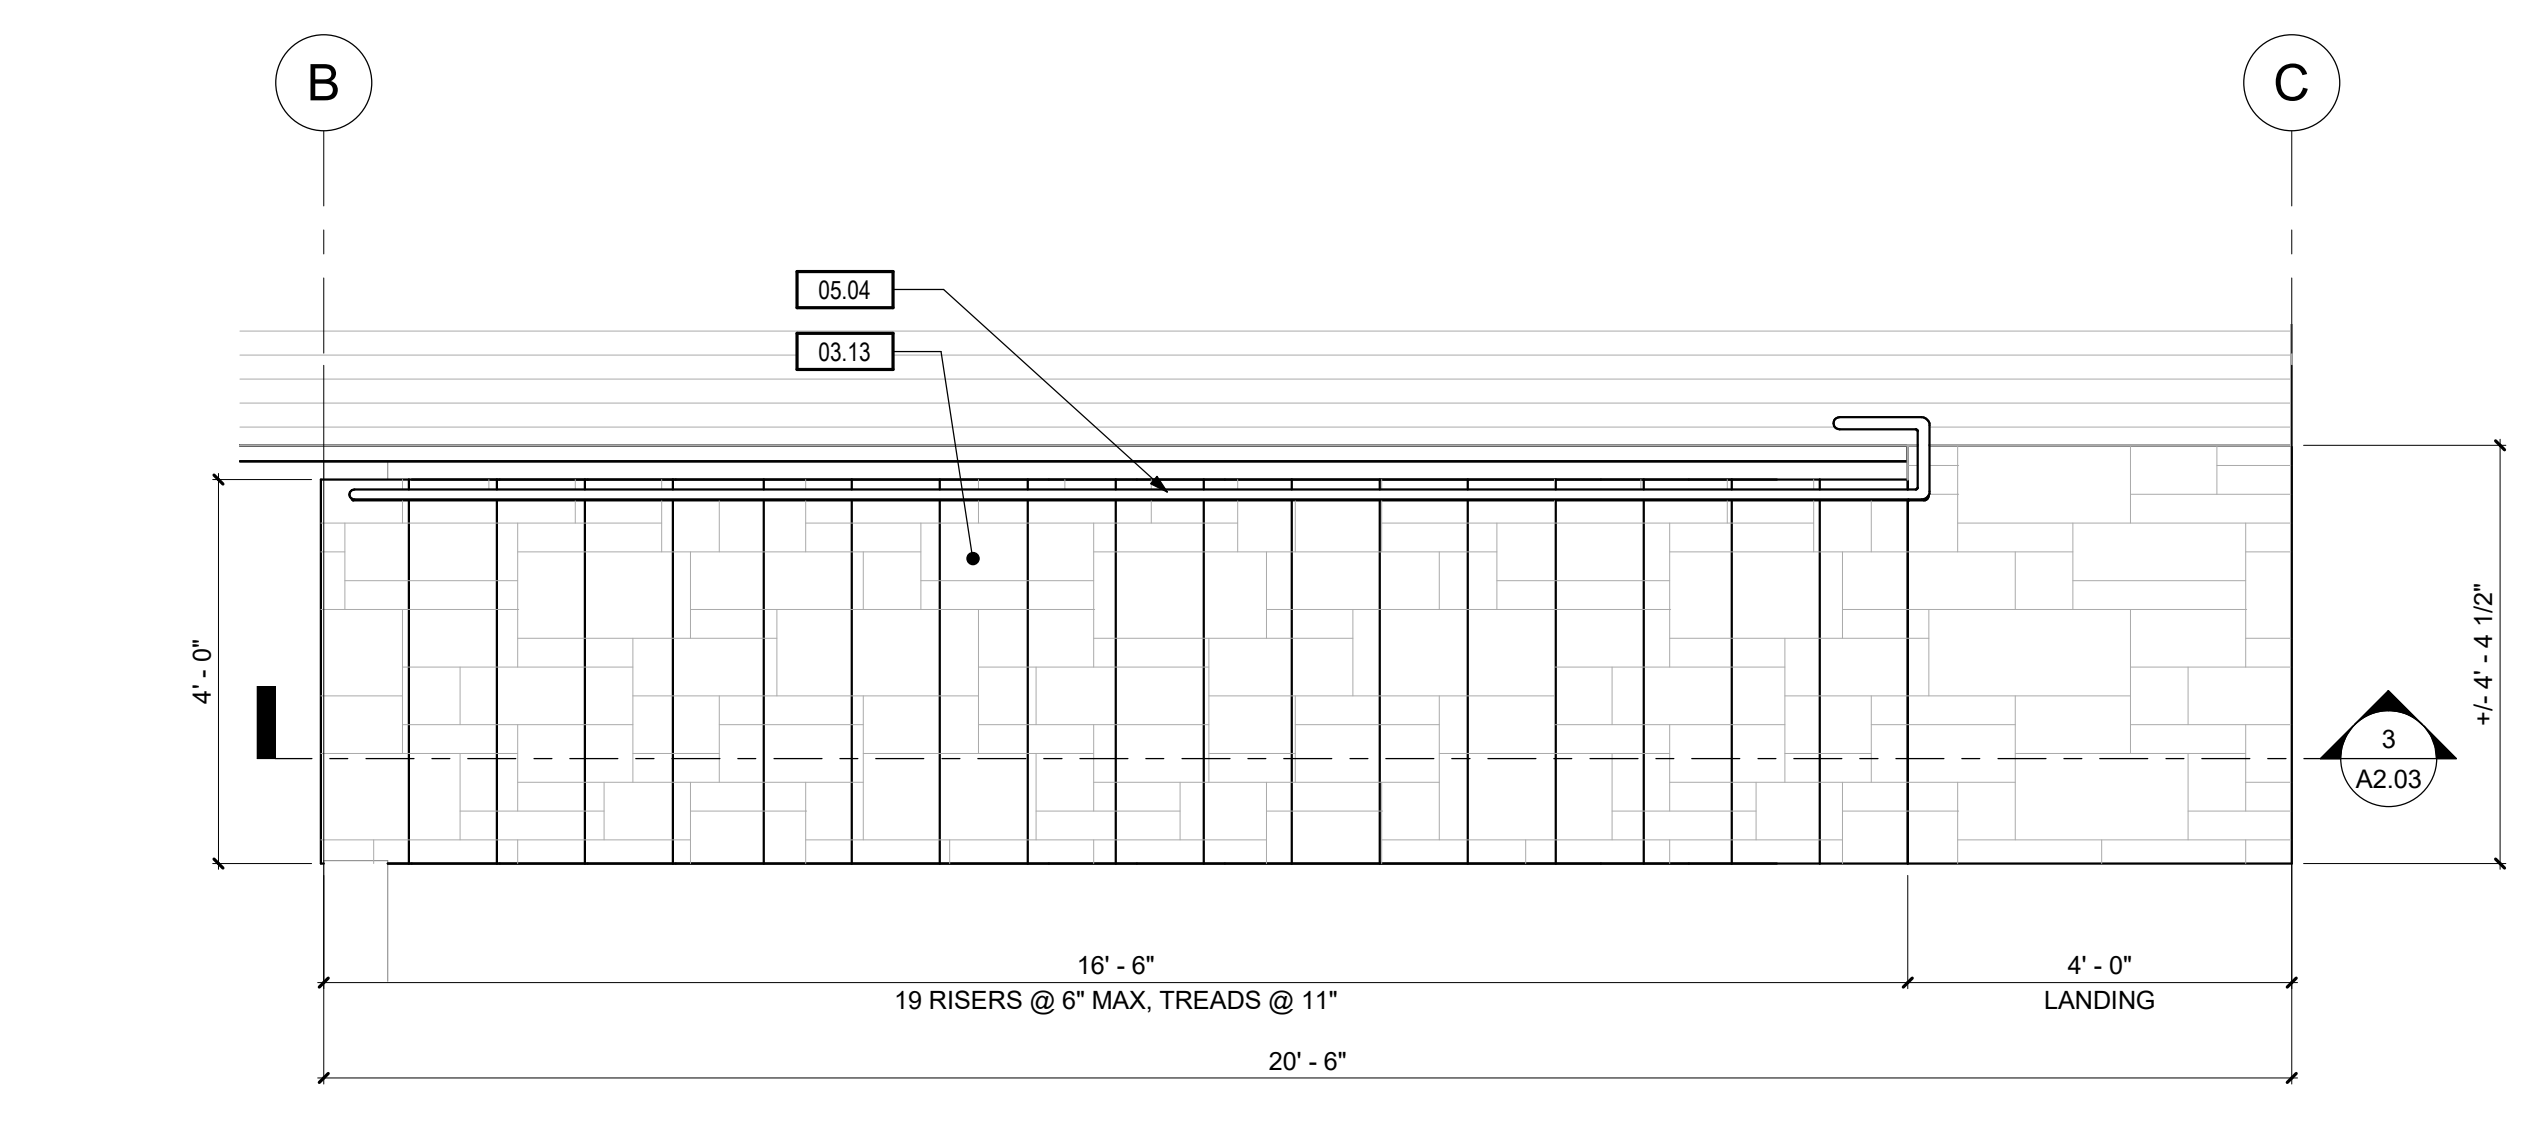 B
C
05.04
03.13
4' - 0"
+/- 4' - 4 1/2"
3
A2.03
16' - 6"
4' - 0"
19 RISERS @ 6" MAX, TREADS @ 11"
LANDING
20' - 6"